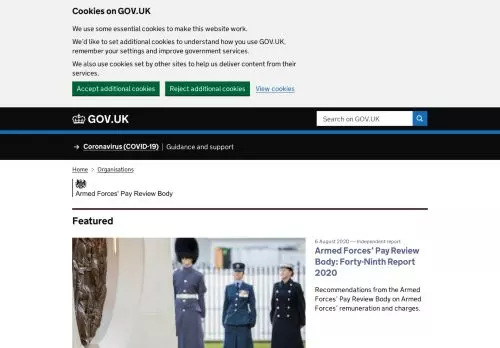 Cookies on GOV.UK
We use some essential cookies to make this website work.
We'd like to set additional cookies to understand how you use GOV.UK,
remember your settings and improve government services.
We also use cookies set by other sites to help us deliver content from their
services.
Accept additional cookies Reject additional cookies View cookies
GOV.UK Search on GOV.UK
→ Coronavirus (COVID-19) | Guidance and support
Home > Organisations
Armed Forces' Pay Review Body
Featured
6 August 2020 — Independent report
Armed Forces' Pay Review
Body: Forty-Ninth Report
2020
Recommendations from the Armed
Forces' Pay Review Body on Armed
Forces' remuneration and charges.